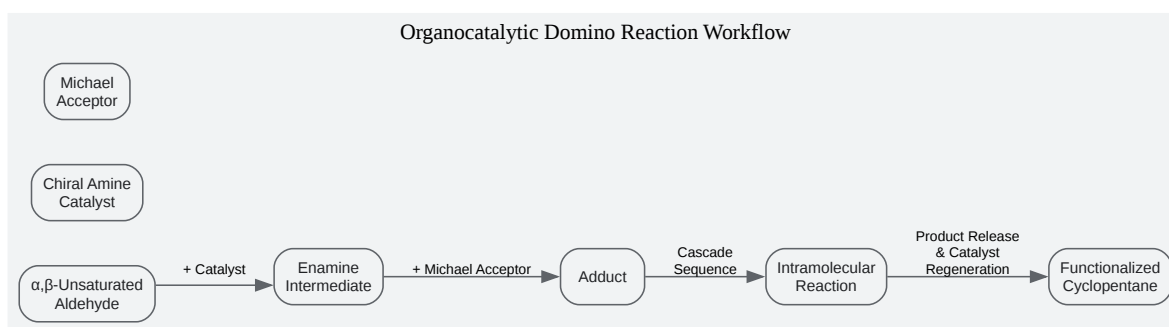 Organocatalytic Domino Reaction Workflow
Michael
Acceptor
Chiral Amine
Catalyst
α,β-Unsaturated
Aldehyde
+ Catalyst
Enamine
Intermediate
+ Michael Acceptor
Adduct
Cascade
Sequence
Intramolecular
Reaction
Product Release
& Catalyst
Regeneration
Functionalized
Cyclopentane